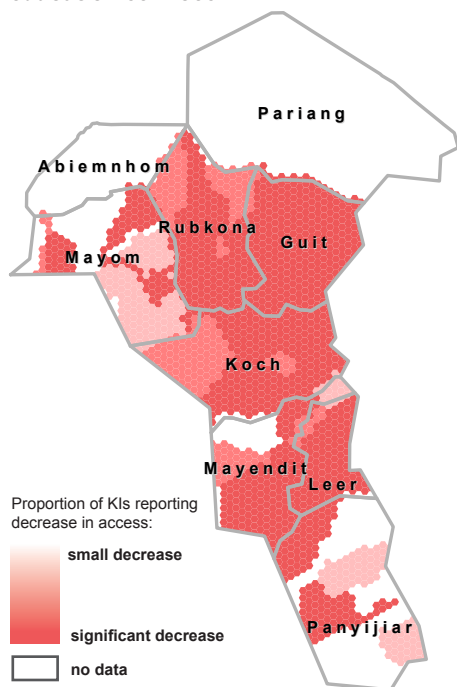 Pariang
Abiemnhom
Rubkona
Guit
Mayom
Koch
Mayendit
Leer
Proportion of KIs reporting
decrease in access:
small decrease
significant decrease
Panyijiar
no data